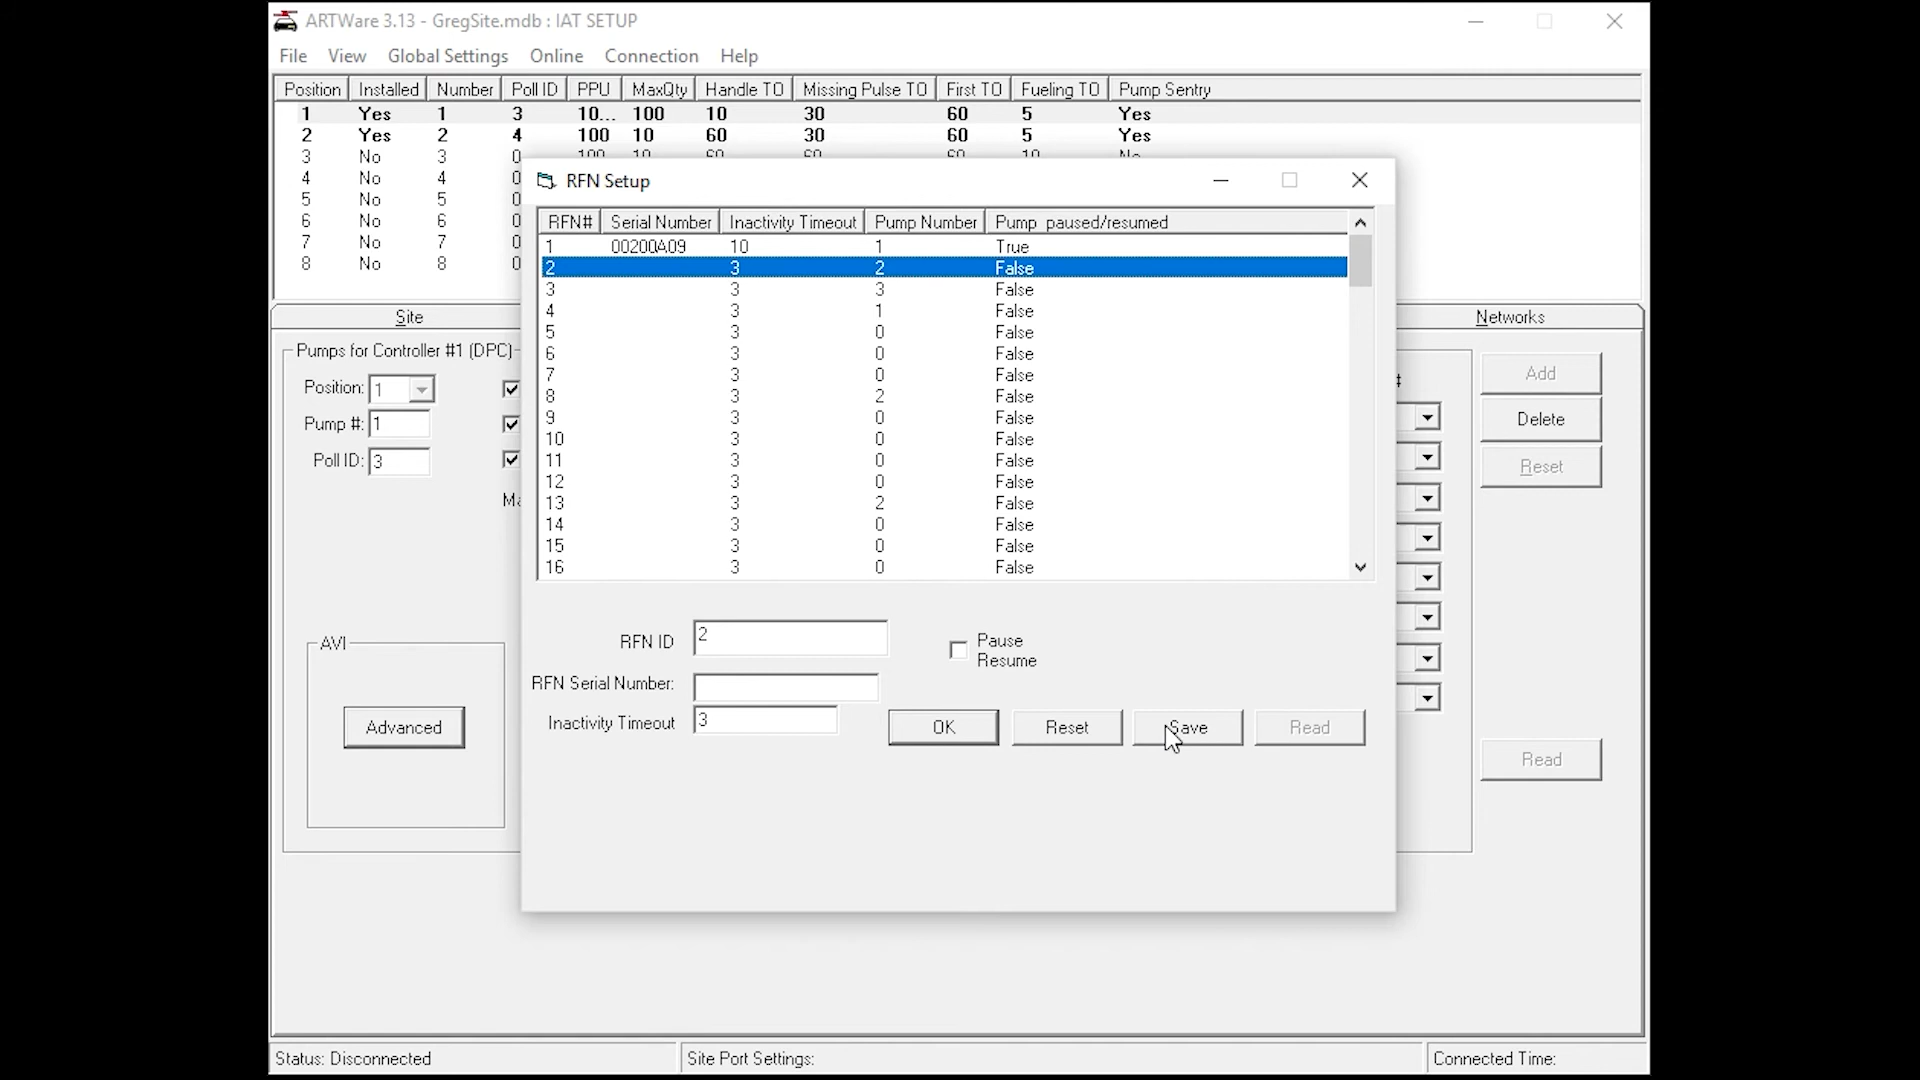 ARTWare 3.13 - GregSite.mdb : IAT SETUP
File View Global Settings Online Connection Help
Position Installed Number Poll ID PPU MaxQty Handle TO Missing Pulse TO First TO Fueling TO Pump Sentry
1 Yes 1 3 10... 100 10 30 60 5 Yes
2 Yes 2 4 100 10 60 30 60 5 Yes
3 No 3 0 100 10 60 60 60 10 No
4 No 4 0
5 No 5 0
6 No 6 0
7 No 7 0
8 No 8 0
RFN Setup
RFN# Serial Number Inactivity Timeout Pump Number Pump paused/resumed
1 00200A09 10 1 True
2 3 2 False
3 3 3 False
4 3 1 False
5 3 0 False
6 3 0 False
7 3 0 False
8 3 2 False
9 3 0 False
10 3 0 False
11 3 0 False
12 3 0 False
13 3 2 False
14 3 0 False
15 3 0 False
16 3 0 False
RFN ID 2
Pause
Resume
RFN Serial Number:
Inactivity Timeout 3
OK Reset Save Read
Site
Networks
Pumps for Controller #1 (DPC)
Position: 1
Pump #: 1
Poll ID: 3
AVI
Advanced
Add
Delete
Reset
Read
Status: Disconnected
Site Port Settings:
Connected Time: